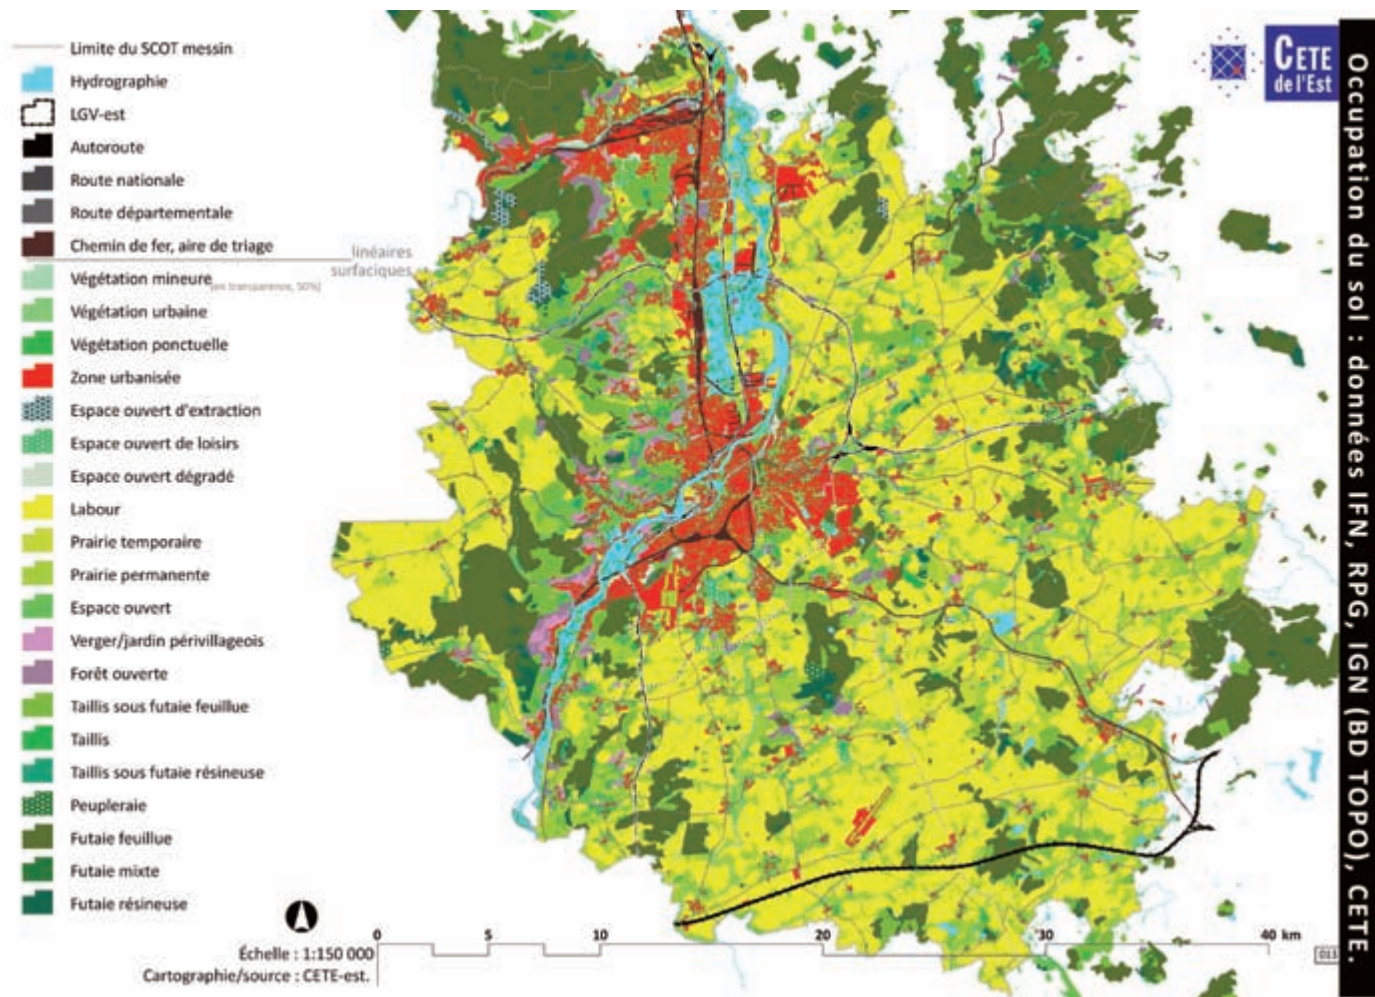 Limite du SCOT messin
Hydrographie
LGV-est
Autoroute
Route nationale
Route départementale
Chemin de fer, aire de triage
linéaires
surfaciques
Végétation mineure
(en transparence, 50%)
Végétation urbaine
Végétation ponctuelle
Zone urbanisée
Espace ouvert d'extraction
Espace ouvert de loisirs
Espace ouvert dégradé
Labour
Prairie temporaire
Prairie permanente
Espace ouvert
Verger/jardin périvillageois
Forêt ouverte
Taillis sous futaie feuillue
Taillis
Taillis sous futaie résineuse
Peupleraie
Futaie feuillue
Futaie mixte
Futaie résineuse
0 5 10 20 30 40 km
Échelle : 1:150 000
Cartographie/source : CETE-est.
CETE
de l'Est
Occupation du sol : données IFN, RPG, IGN (BD TOPO), CETE.